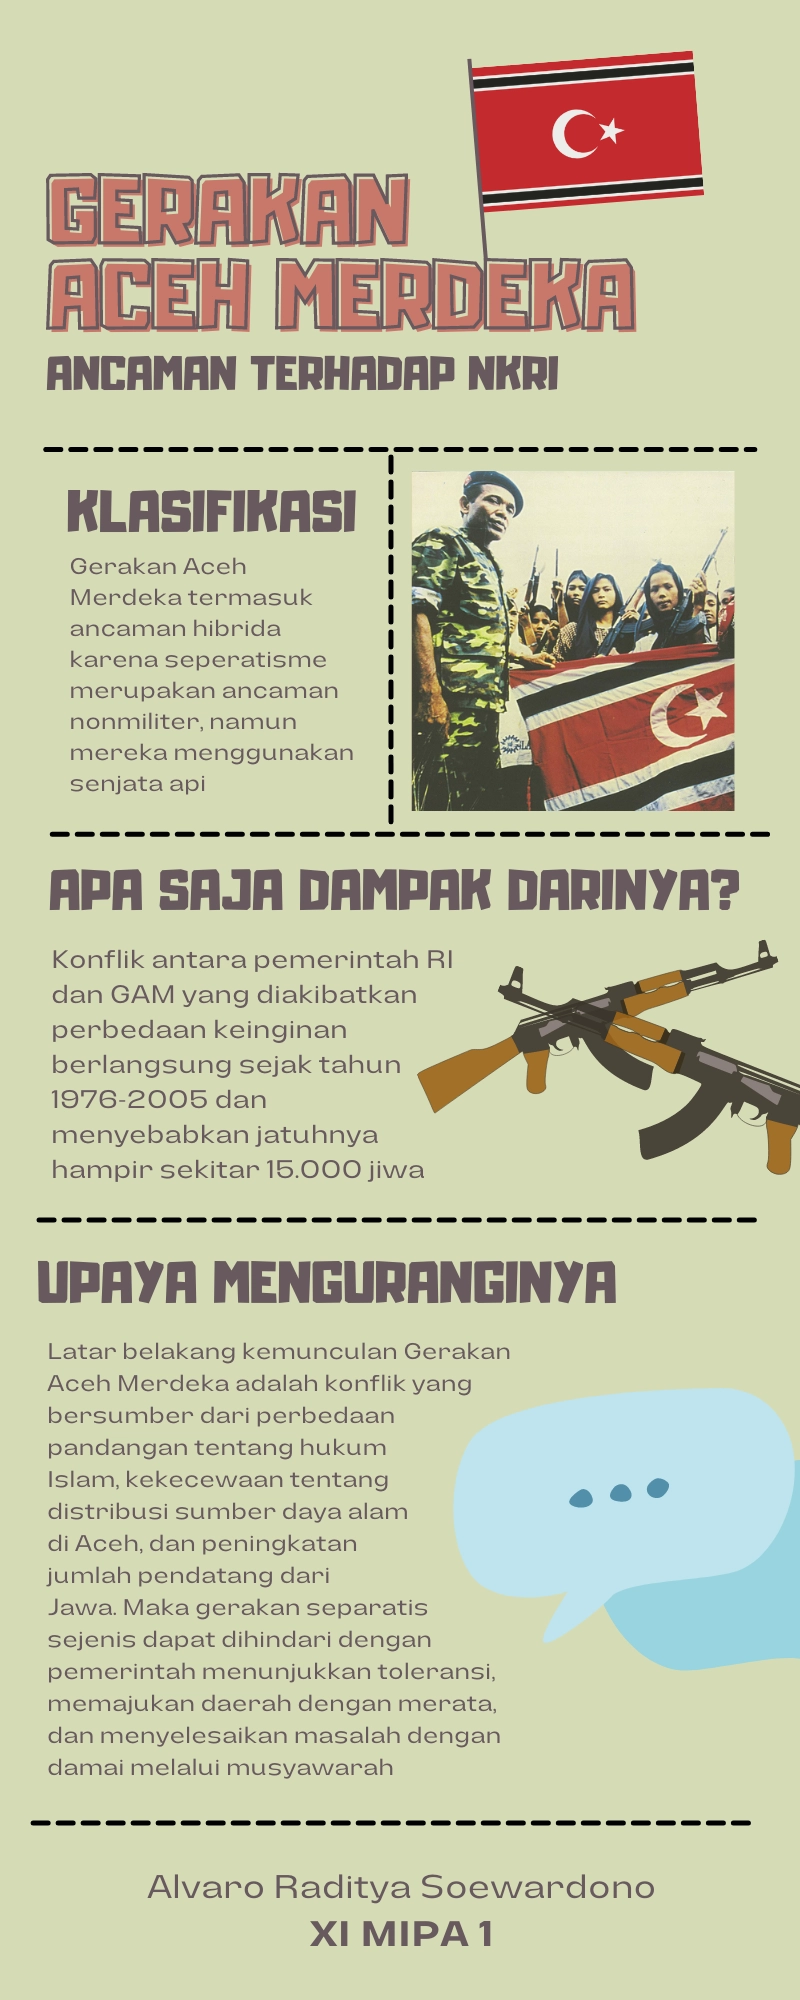 GERAKAN
ACEH MERDEKA
ANCAMAN TERHADAP NKRI
KLASIFIKASI
Gerakan Aceh
Merdeka termasuk
ancaman hibrida
karena seperatisme
merupakan ancaman
nonmiliter, namun
mereka menggunakan
senjata api
APA SAJA DAMPAK DARINYA?
Konflik antara pemerintah RI
dan GAM yang diakibatkan
perbedaan keinginan
berlangsung sejak tahun
1976-2005 dan
menyebabkan jatuhnya
hampir sekitar 15.000 jiwa
UPAYA MENGURANGINYA
Latar belakang kemunculan Gerakan
Aceh Merdeka adalah konflik yang
bersumber dari perbedaan
pandangan tentang hukum
Islam, kekecewaan tentang
distribusi sumber daya alam
di Aceh, dan peningkatan
jumlah pendatang dari
Jawa. Maka gerakan separatis
sejenis dapat dihindari dengan
pemerintah menunjukkan toleransi,
memajukan daerah dengan merata,
dan menyelesaikan masalah dengan
damai melalui musyawarah
Alvaro Raditya Soewardono
XI MIPA 1